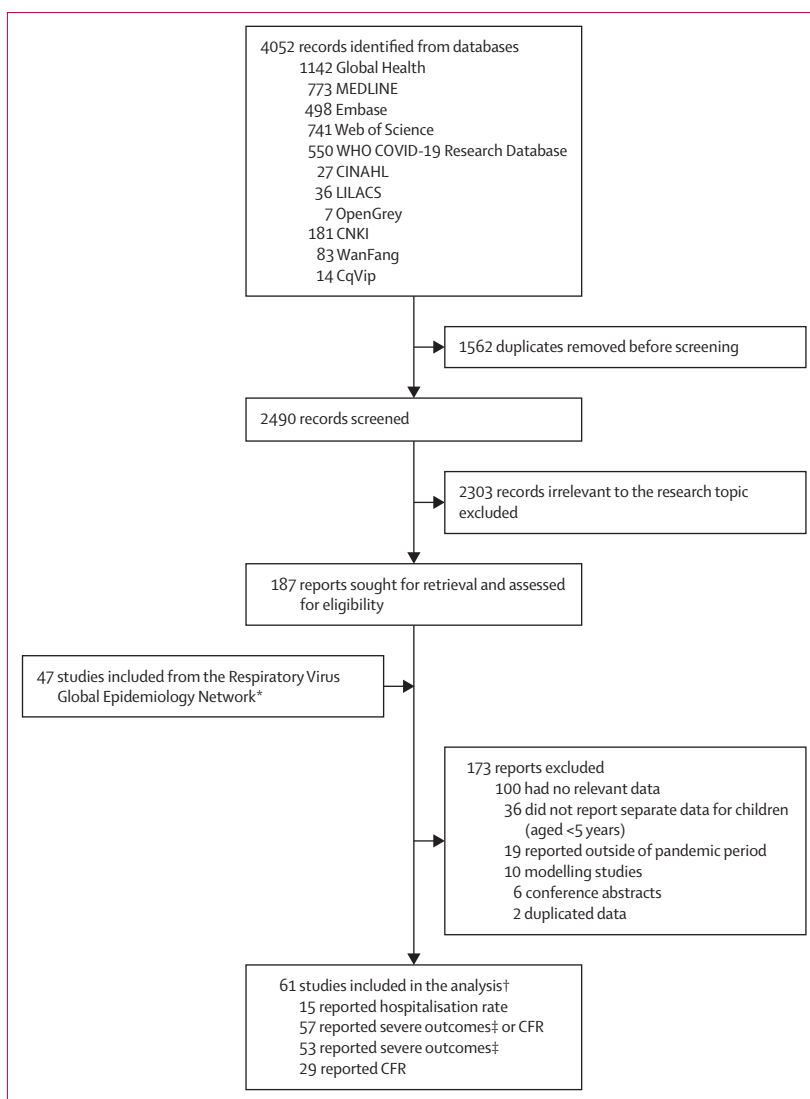 4052 records identified from databases
1142 Global Health
773 MEDLINE
498 Embase
741 Web of Science
550 WHO COVID-19 Research Database
27 CINAHL
36 LILACS
7 OpenGrey
181 CNKI
83 WanFang
14 CqVip
1562 duplicates removed before screening
2490 records screened
2303 records irrelevant to the research topic
excluded
187 reports sought for retrieval and assessed
for eligibility
47 studies included from the Respiratory Virus
Global Epidemiology Network*
173 reports excluded
100 had no relevant data
36 did not report separate data for children
(aged <5 years)
19 reported outside of pandemic period
10 modelling studies
6 conference abstracts
2 duplicated data
61 studies included in the analysis†
15 reported hospitalisation rate
57 reported severe outcomes‡ or CFR
53 reported severe outcomes‡
29 reported CFR